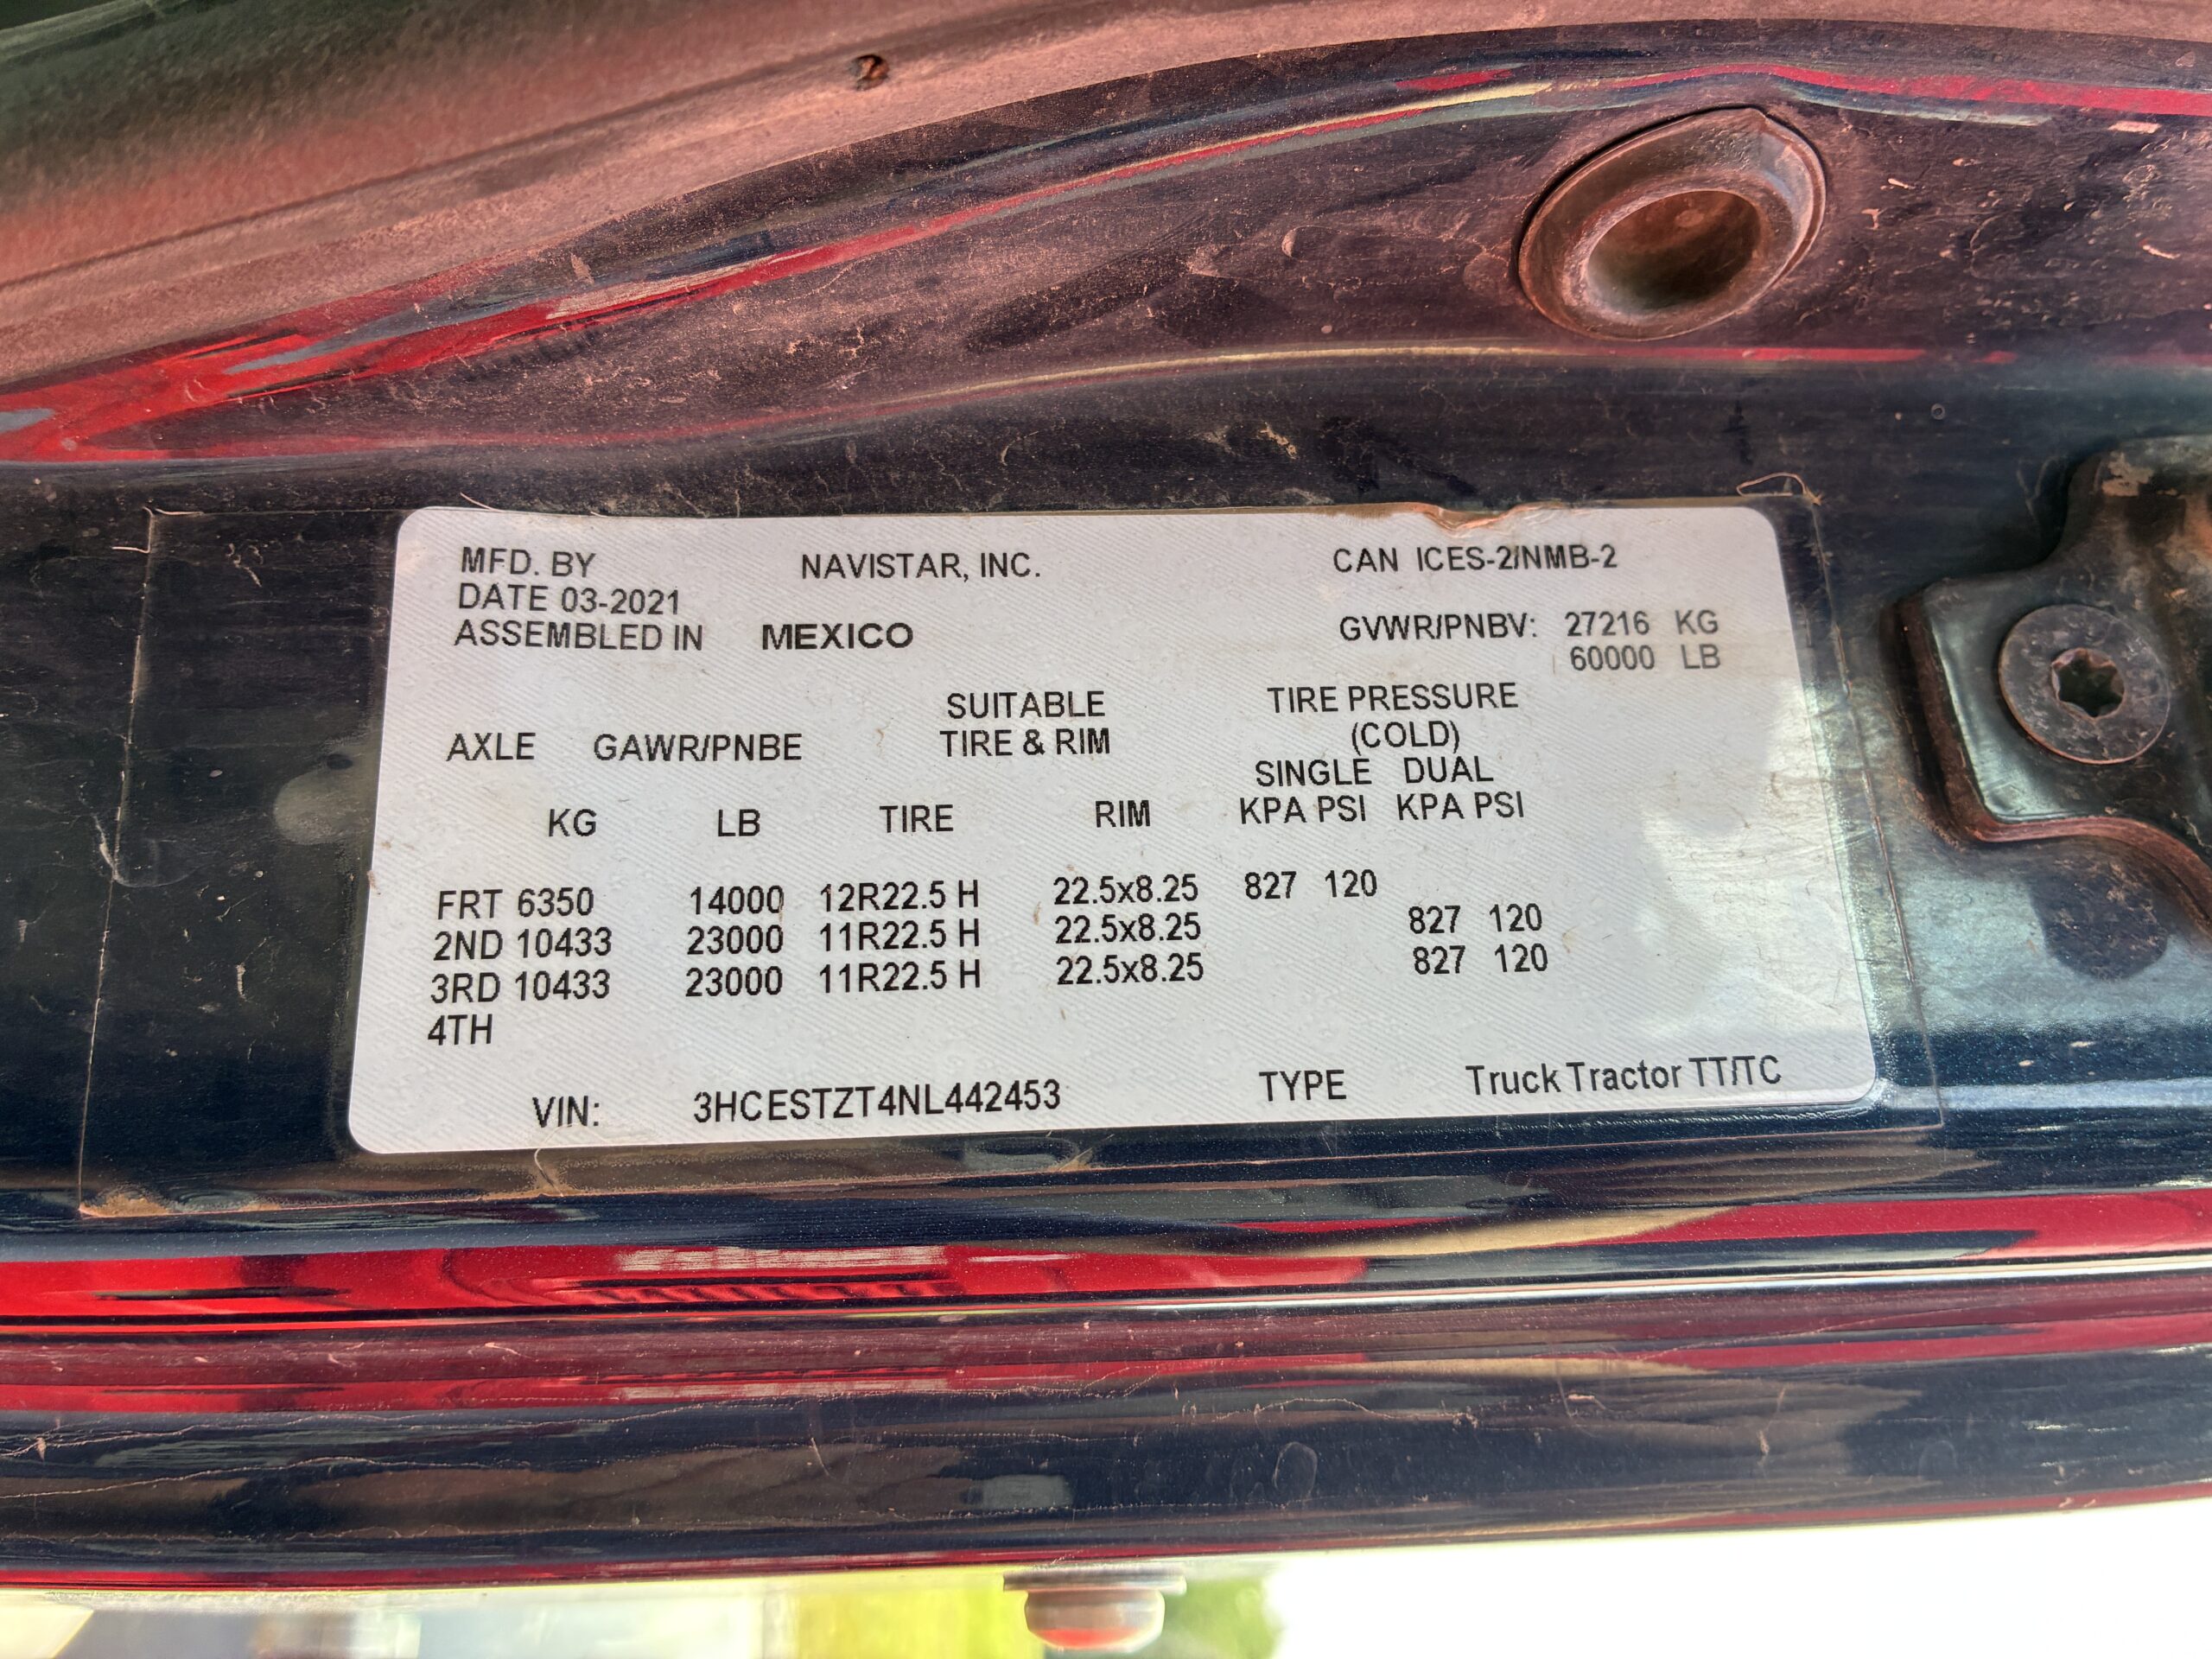 MFD. BY NAVISTAR, INC. CAN ICES-2/NMB-2
DATE 03-2021
ASSEMBLED IN MEXICO GVWR/PNBV: 27216 KG
60000 LB
SUITABLE TIRE PRESSURE
AXLE GAWR/PNBE TIRE & RIM (COLD)
SINGLE DUAL
KG LB TIRE RIM KPA PSI KPA PSI
FRT 6350 14000 12R22.5 H 22.5x8.25 827 120
2ND 10433 23000 11R22.5 H 22.5x8.25 827 120
3RD 10433 23000 11R22.5 H 22.5x8.25 827 120
4TH
VIN: 3HCESTZT4NL442453 TYPE Truck Tractor TT/TC